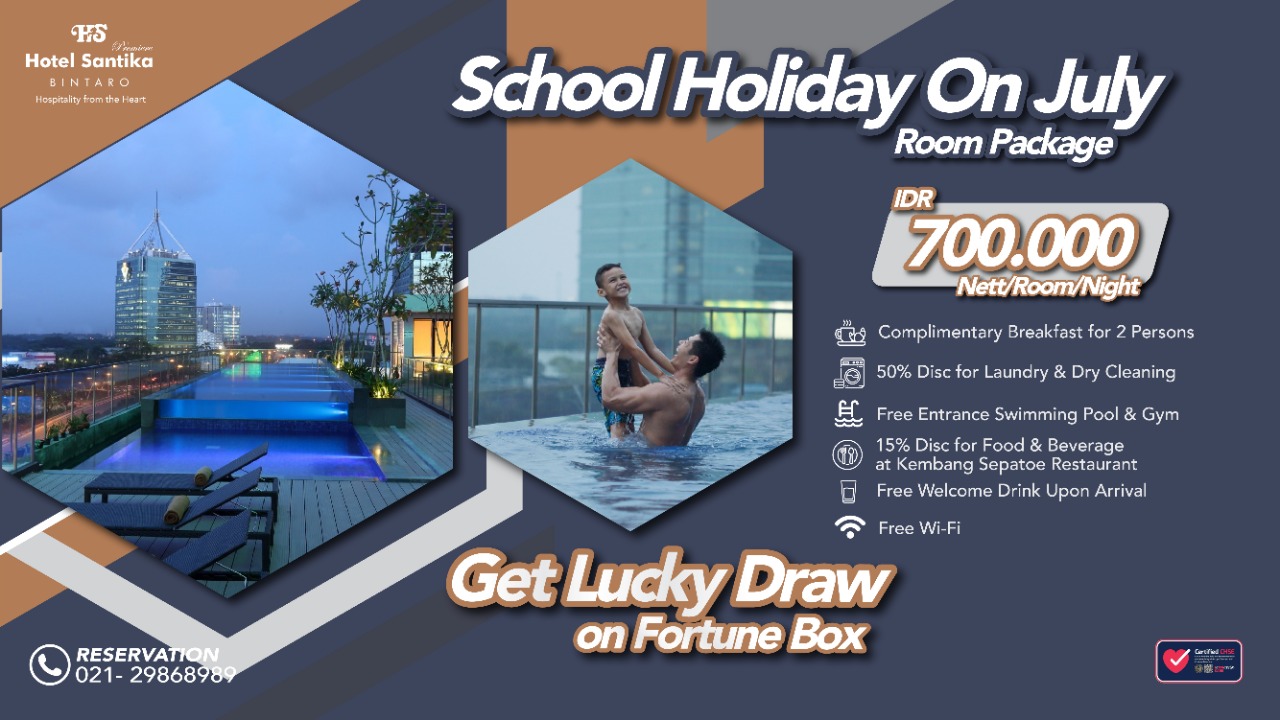 HS
Premiere
Hotel Santika
BINTARO
Hospitality from the Heart
School Holiday On July
Room Package
IDR
700.000
Nett/Room/Night
Complimentary Breakfast for 2 Persons
50% Disc for Laundry & Dry Cleaning
Free Entrance Swimming Pool & Gym
15% Disc for Food & Beverage
at Kembang Sepatoe Restaurant
Free Welcome Drink Upon Arrival
Free Wi-Fi
Get Lucky Draw
on Fortune Box
RESERVATION
021- 29868989
Certified CHSE